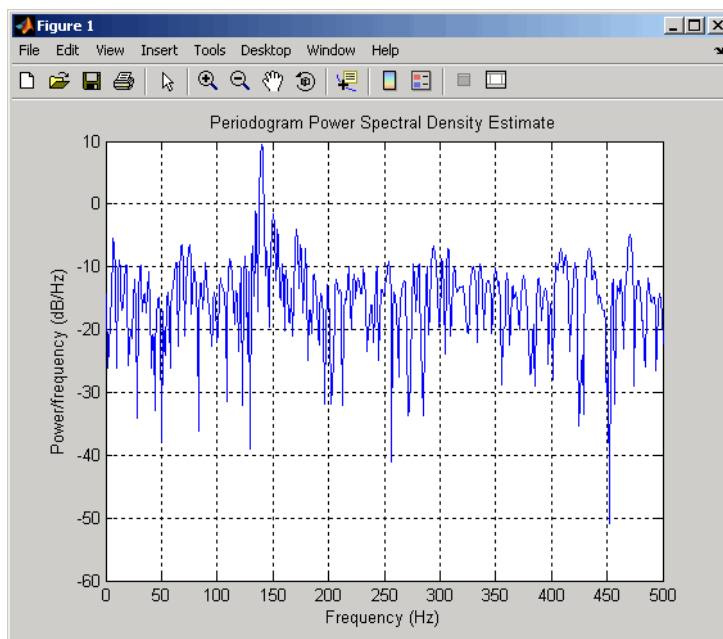 Figure 1
File Edit View Insert Tools Desktop Window Help
Periodogram Power Spectral Density Estimate
10
0
-10
-20
-30
-40
-50
-60
Power/frequency (dB/Hz)
0 50 100 150 200 250 300 350 400 450 500
Frequency (Hz)